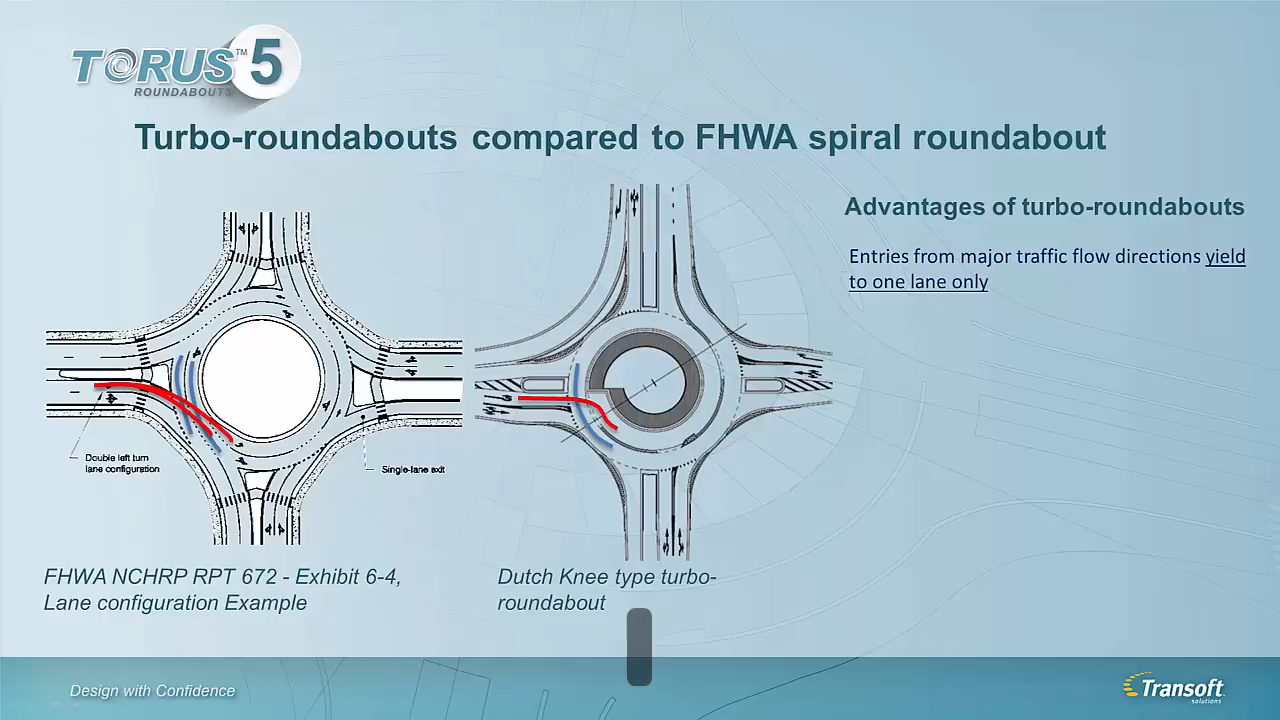 TORUS™ 5
ROUNDABOUTS
Turbo-roundabouts compared to FHWA spiral roundabout
Advantages of turbo-roundabouts
Entries from major traffic flow directions yield
to one lane only
Double left turn
lane configuration
Single-lane exit
FHWA NCHRP RPT 672 - Exhibit 6-4,
Lane configuration Example
Dutch Knee type turbo-
roundabout
Design with Confidence
Transoft
solutions